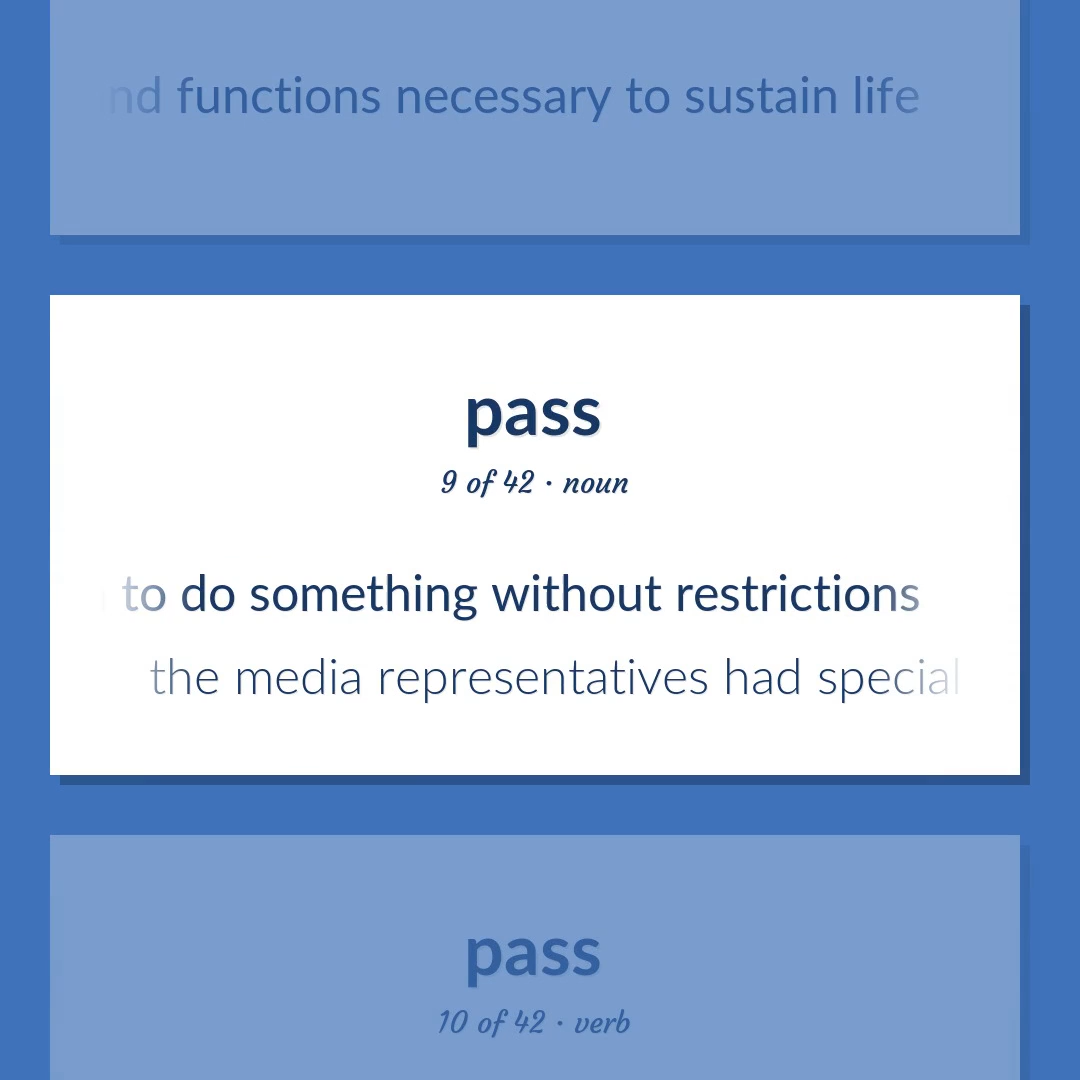 functions necessary to sustain life
pass
9 of 42 · noun
to do something without restrictions
the media representatives had special
pass
10 of 42 · verb